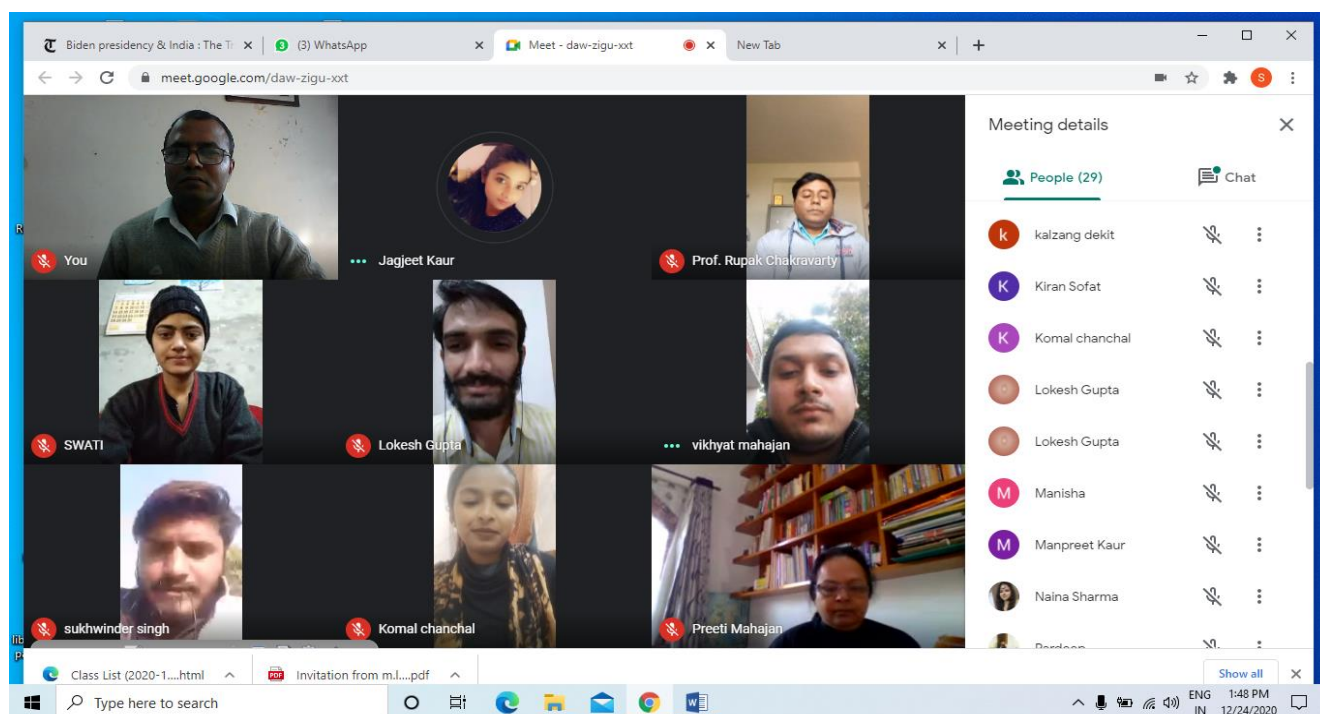 Biden presidency & India : The Tr
(3) WhatsApp
Meet - daw-zigu-xxt
New Tab
meet.google.com/daw-zigu-xxt
S
You
Jagjeet Kaur
Prof. Rupak Chakravarty
SWATI
Lokesh Gupta
vikhyat mahajan
sukhwinder singh
Komal chanchal
Preeti Mahajan
Meeting details
People (29)
Chat
k kalzang dekit
K Kiran Sofat
K Komal chanchal
Lokesh Gupta
Lokesh Gupta
M Manisha
M Manpreet Kaur
Naina Sharma
Pardeep
Class List (2020-1....html
PDF Invitation from m.l....pdf
Show all
Type here to search
ENG 1:48 PM
IN 12/24/2020